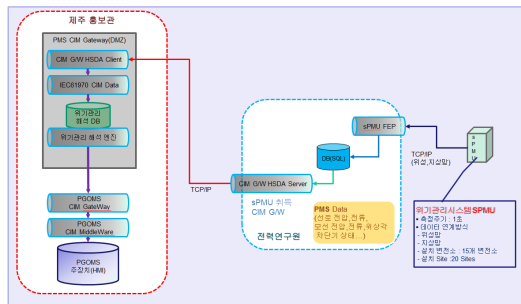 제주 홍보관
PMS CIM Gateway(DMZ)
CIM G/W HSDA Client
IEC61970 CIM Data
위기관리
해석 DB
위기관리 해석 엔진
PGOMS
CIM GateWay
PGOMS
CIM MiddleWare
PGOMS
주장치(HMI)
TCP/IP
CIM G/W HSDA Server
sPMU 취득
CIM G/W
전력연구원
sPMU FEP
DB(SQL)
PMS Data
(선로 전압,전류,
모선 전압,전류,위상각
차단기 상태...)
TCP/IP
(위성,지상망)
위기관리시스템SPMU
측정주기 : 1초
데이터 연계방식
- 위성망
- 지상망
- 설치 변전소 : 15개 변전소
- 설치 Site :20 Sites